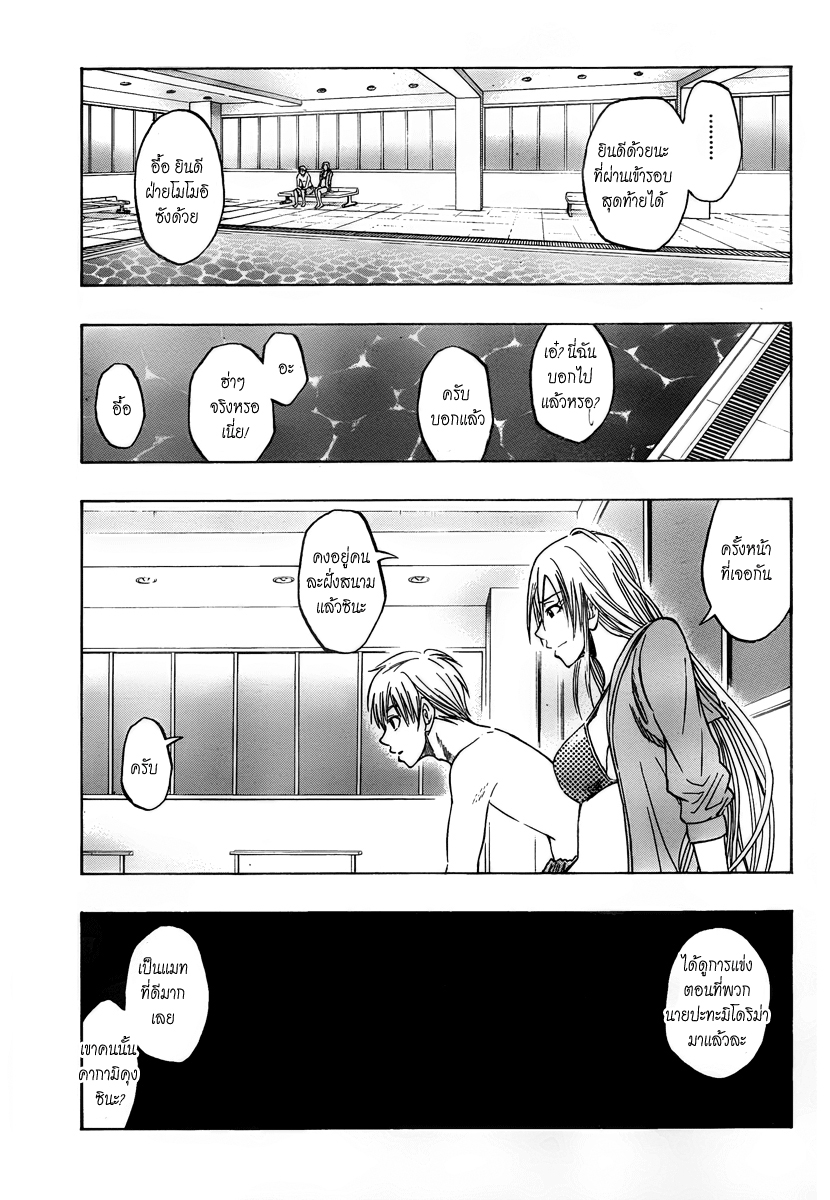 ………
ยินดีด้วยนะ
ที่ผ่านเข้ารอบ
สุดท้ายได้
อื้อ ยินดี
ฝ่ายโมโมอิ
ซังด้วย
เอ๋? นี่ฉัน
บอกไป
แล้วหรอ?
ครับ
บอกแล้ว
อะ
ฮ่าๆ
จริงหรอ
เนี่ย!
อื้อ
ครั้งหน้า
ที่เจอกัน
คงอยู่คน
ละฝั่งสนาม
แล้วซินะ
ครับ
ได้ดูการแข่ง
ตอนที่พวก
นายปะทะมิโดริม่า
มาแล้วละ
เป็นแมท
ที่ดีมาก
เลย
เขาคนนั้น
คากามิคุง
ซินะ?